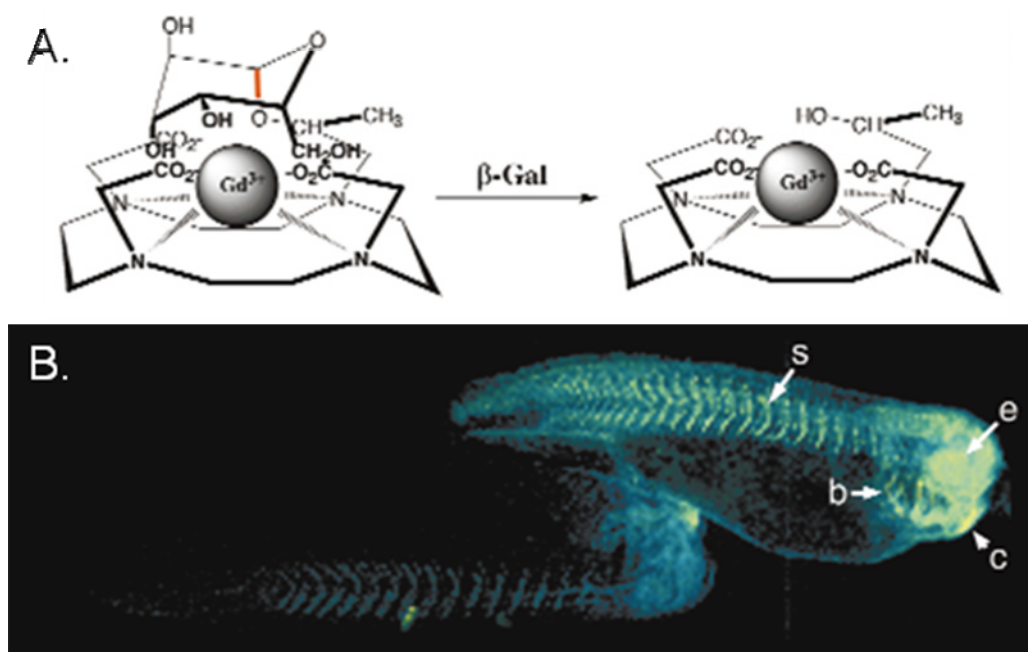 A.
OH
O
OH
O
CH
CH₃
CO₂-
OH
CH₂OH
CO₂-
Gd³⁺
-O₂C
N
N
N
N
β-Gal
HO
CH
CH₃
CO₂-
CO₂-
Gd³⁺
-O₂C
N
N
N
N
B.
s
e
b
c